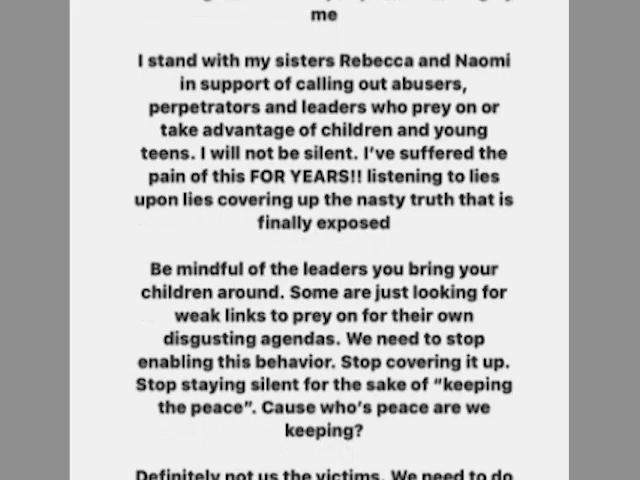 me
I stand with my sisters Rebecca and Naomi
in support of calling out abusers,
perpetrators and leaders who prey on or
take advantage of children and young
teens. I will not be silent. I've suffered the
pain of this FOR YEARS!! listening to lies
upon lies covering up the nasty truth that is
finally exposed
Be mindful of the leaders you bring your
children around. Some are just looking for
weak links to prey on for their own
disgusting agendas. We need to stop
enabling this behavior. Stop covering it up.
Stop staying silent for the sake of "keeping
the peace". Cause who's peace are we
keeping?
Definitely not us the victims. We need to do